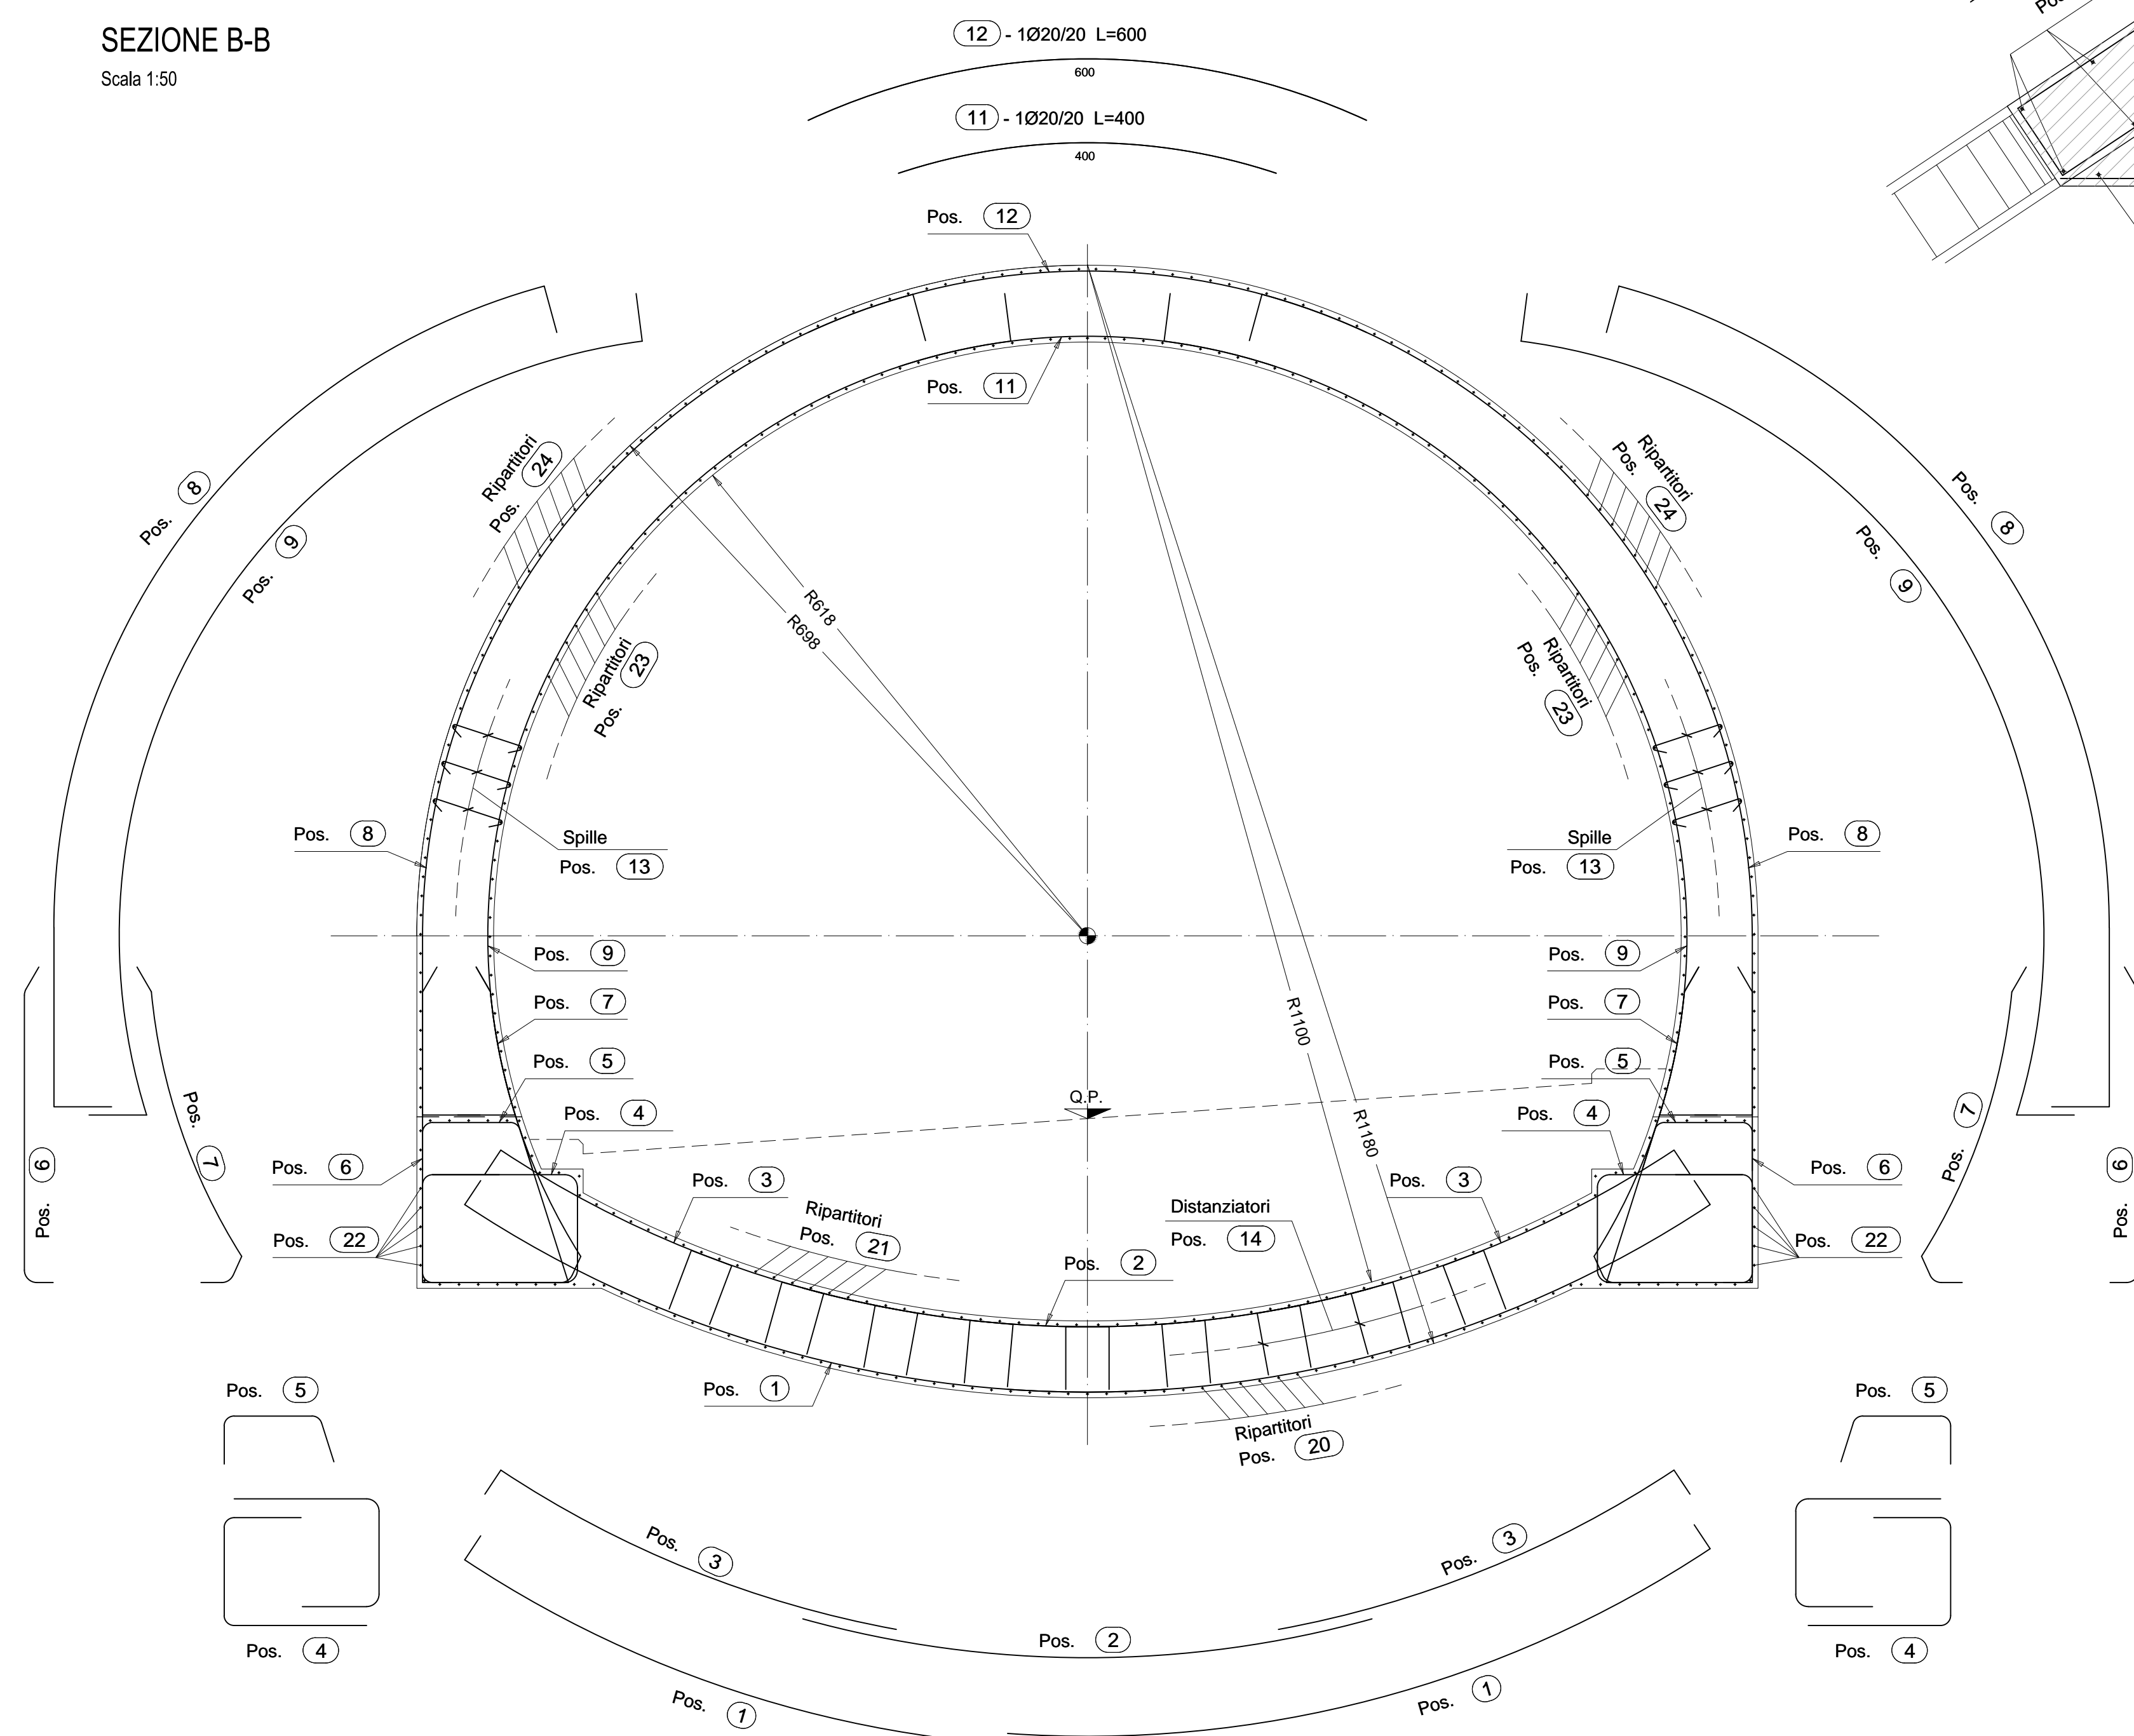 SEZIONE B-B
Scala 1:50
12 - 1Ø20/20 L=600
600
11 - 1Ø20/20 L=400
400
Pos. 12
Pos. 11
Pos. 8
Pos. 9
Ripartitori
Pos. 24
Ripartitori
Pos. 23
R618
R698
Ripartitori
Pos. 24
Ripartitori
Pos. 23
Pos. 8
Pos. 9
Pos. 8
Spille
Pos. 13
Spille
Pos. 13
Pos. 8
Pos. 9
Pos. 9
Pos. 7
Pos. 7
R1100
R1180
Pos. 5
Pos. 5
Q.P.
Pos. 4
Pos. 4
Pos. 7
Pos. 7
Pos. 6
Pos. 6
Pos. 6
Pos. 6
Pos. 3
Pos. 3
Ripartitori
Pos. 21
Distanziatori
Pos. 14
Pos. 22
Pos. 22
Pos. 2
Pos. 1
Ripartitori
Pos. 20
Pos. 5
Pos. 5
Pos. 3
Pos. 3
Pos. 4
Pos. 2
Pos. 4
Pos. 1
Pos. 1